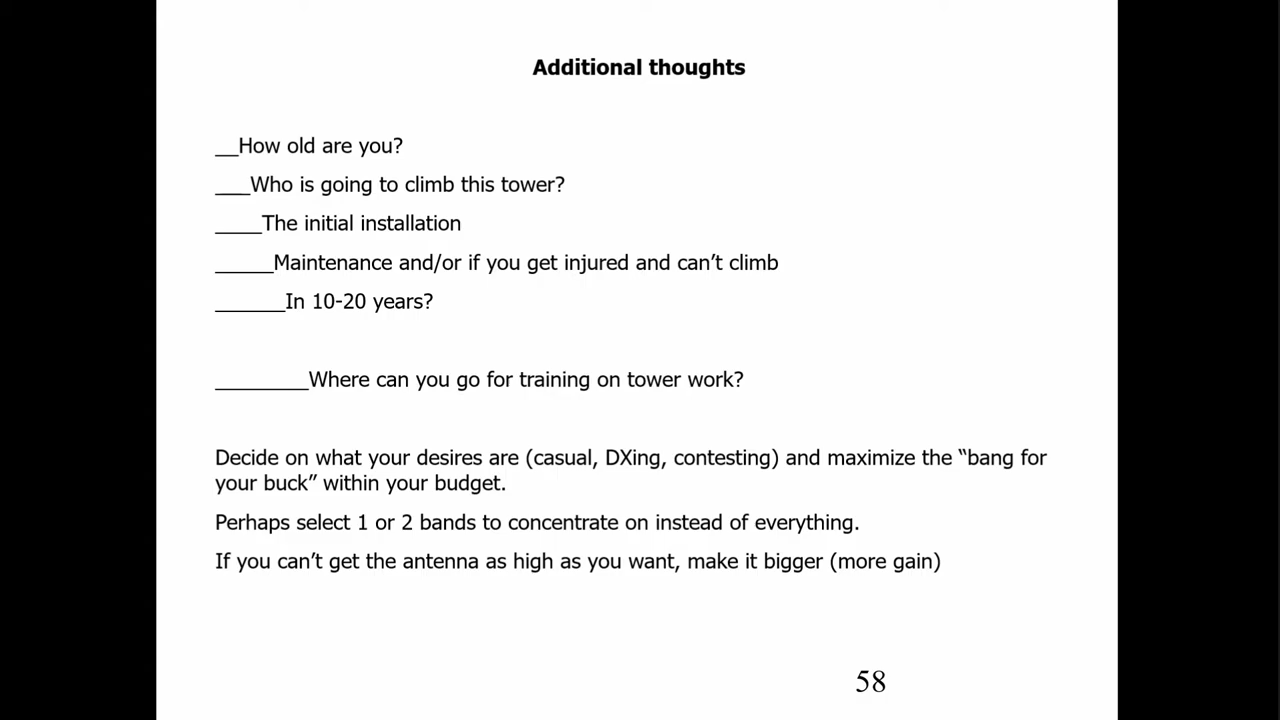 Additional thoughts
__How old are you?
___Who is going to climb this tower?
____The initial installation
_____Maintenance and/or if you get injured and can’t climb
______In 10-20 years?
________Where can you go for training on tower work?
Decide on what your desires are (casual, DXing, contesting) and maximize the “bang for
your buck” within your budget.
Perhaps select 1 or 2 bands to concentrate on instead of everything.
If you can’t get the antenna as high as you want, make it bigger (more gain)
58